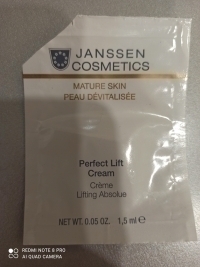 JANSSEN
COSMETICS
MATURE SKIN
PEAU DÉVITALISÉE
Perfect Lift
Cream
Crème
Lifting Absolue
NET WT. 0.05 OZ. 1,5 ml ℮
REDMI NOTE 8 PRO
AI QUAD CAMERA